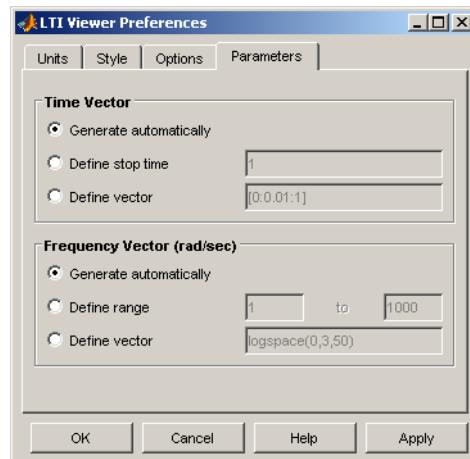 LTI Viewer Preferences
Units Style Options Parameters
Time Vector
Generate automatically
Define stop time 1
Define vector [0:0.01:1]
Frequency Vector (rad/sec)
Generate automatically
Define range 1 to 1000
Define vector logspace(0,3,50)
OK Cancel Help Apply